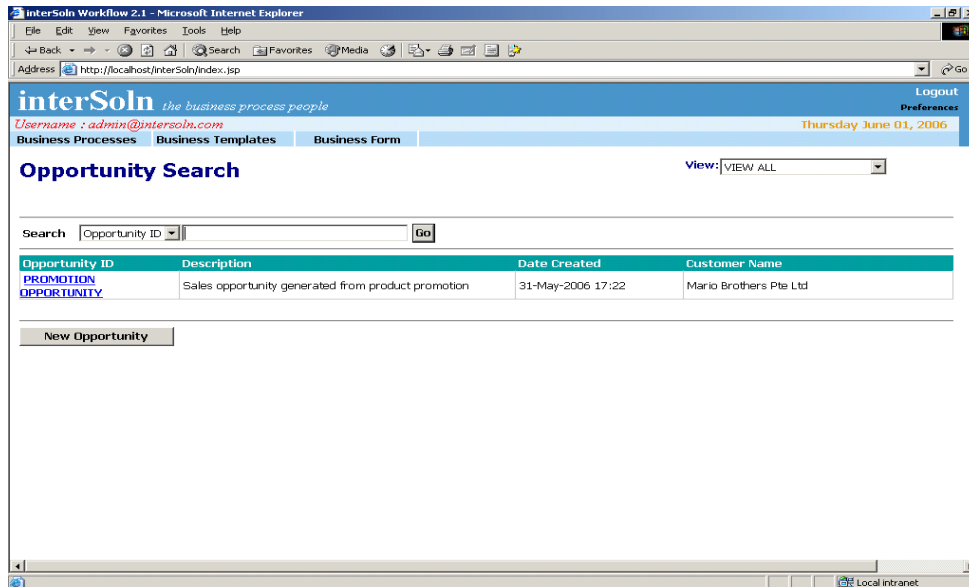 interSoln Workflow 2.1 - Microsoft Internet Explorer
File Edit View Favorites Tools Help
Back Search Favorites Media
Address http://localhost/interSoln/index.jsp Go
interSoln the business process people Logout
Preferences
Username : admin@intersoln.com Thursday June 01, 2006
Business Processes Business Templates Business Form
Opportunity Search View: VIEW ALL
Search Opportunity ID Go
Opportunity ID Description Date Created Customer Name
PROMOTION OPPORTUNITY Sales opportunity generated from product promotion 31-May-2006 17:22 Mario Brothers Pte Ltd
New Opportunity
Local intranet